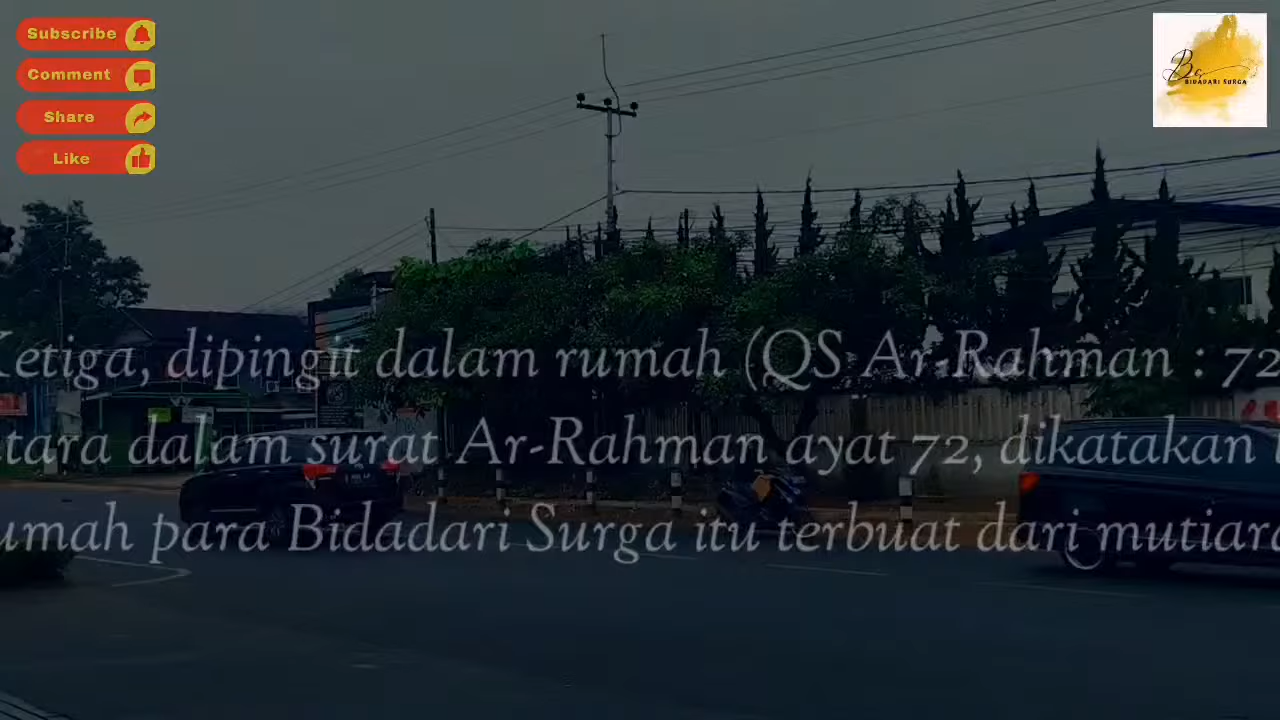 Subscribe
Comment
Share
Like
BIDADARI SURGA
Ketiga, dipingit dalam rumah (QS Ar-Rahman : 72
tara dalam surat Ar-Rahman ayat 72, dikatakan
umah para Bidadari Surga itu terbuat dari mutiara